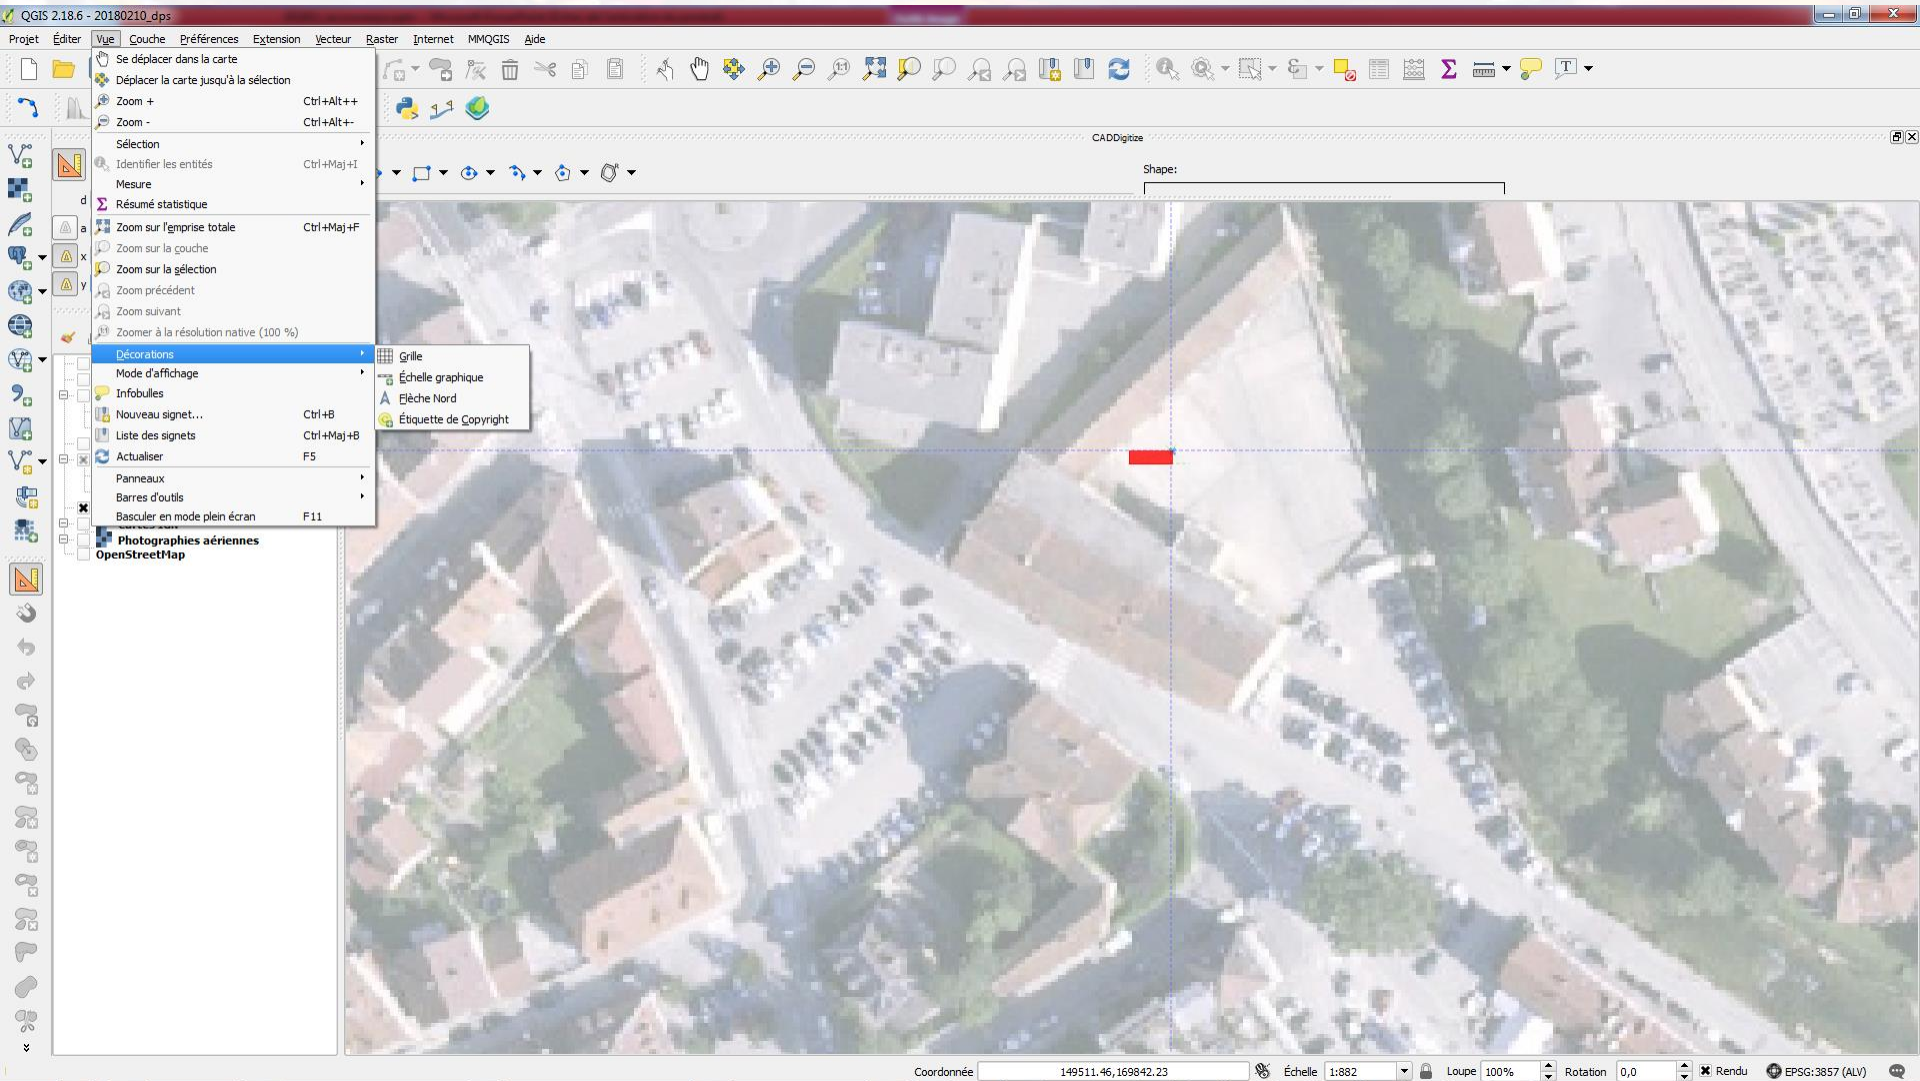 QGIS 2.18.6 - 20180210_dps
Projet Éditer Vue Couche Préférences Extension Vecteur Raster Internet MMQGIS Aide
Se déplacer dans la carte
Déplacer la carte jusqu'à la sélection
Zoom + Ctrl+Alt++
Zoom - Ctrl+Alt+-
Sélection
Identifier les entités Ctrl+Maj+I
Mesure
Résumé statistique
Zoom sur l'emprise totale Ctrl+Maj+F
Zoom sur la couche
Zoom sur la sélection
Zoom précédent
Zoom suivant
Zoomer à la résolution native (100 %)
Décorations
Mode d'affichage
Infobulles
Nouveau signet... Ctrl+B
Liste des signets Ctrl+Maj+B
Actualiser F5
Panneaux
Barres d'outils
Basculer en mode plein écran F11
Grille
Échelle graphique
Flèche Nord
Étiquette de Copyright
CADDigitize
Shape:
d
a
x
y
Photographies aériennes
OpenStreetMap
Coordonnée 149511.46,169842.23 Échelle 1:882 Loupe 100% Rotation 0,0 Rendu EPSG:3857 (ALV)